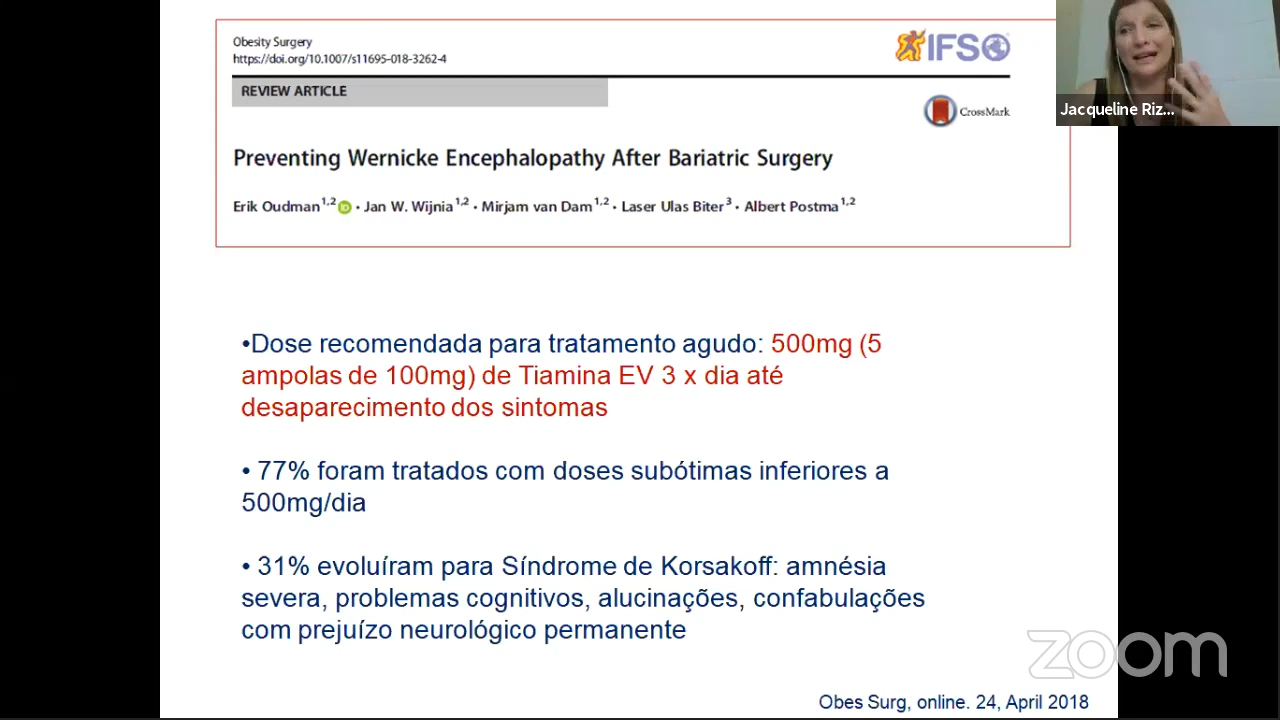 Obesity Surgery
https://doi.org/10.1007/s11695-018-3262-4
IFSO
REVIEW ARTICLE
CrossMark
Jacqueline Riz...
Preventing Wernicke Encephalopathy After Bariatric Surgery
Erik Oudman1,2 • Jan W. Wijnia1,2 • Mirjam van Dam1,2 • Laser Ulas Biter3 • Albert Postma1,2
•Dose recomendada para tratamento agudo: 500mg (5
ampolas de 100mg) de Tiamina EV 3 x dia até
desaparecimento dos sintomas
• 77% foram tratados com doses subótimas inferiores a
500mg/dia
• 31% evoluíram para Síndrome de Korsakoff: amnésia
severa, problemas cognitivos, alucinações, confabulações
com prejuízo neurológico permanente
zoom
Obes Surg, online. 24, April 2018